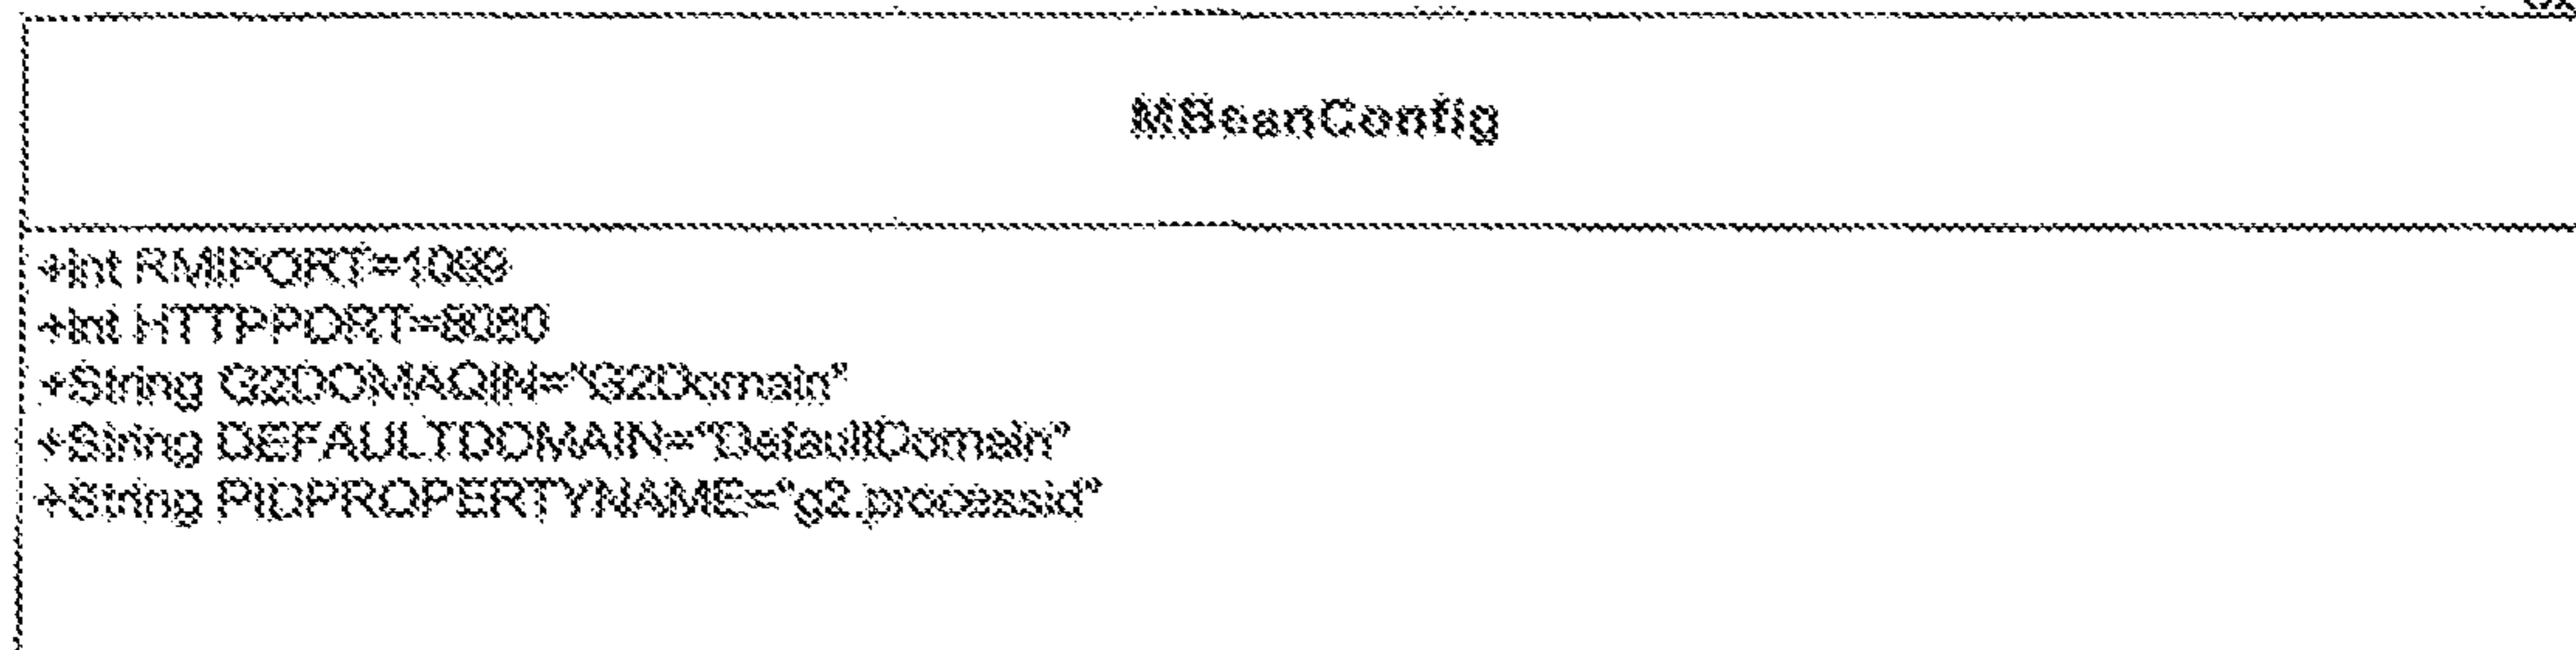 MBeanConfig
+int RMIPORT=1099
+int HTTPPORT=8080
+String G2DOMAQIN="G2Domain"
+String DEFAULTDOMAIN="DefaultDomain"
+String PIDPROPERTYNAME="g2.processid"